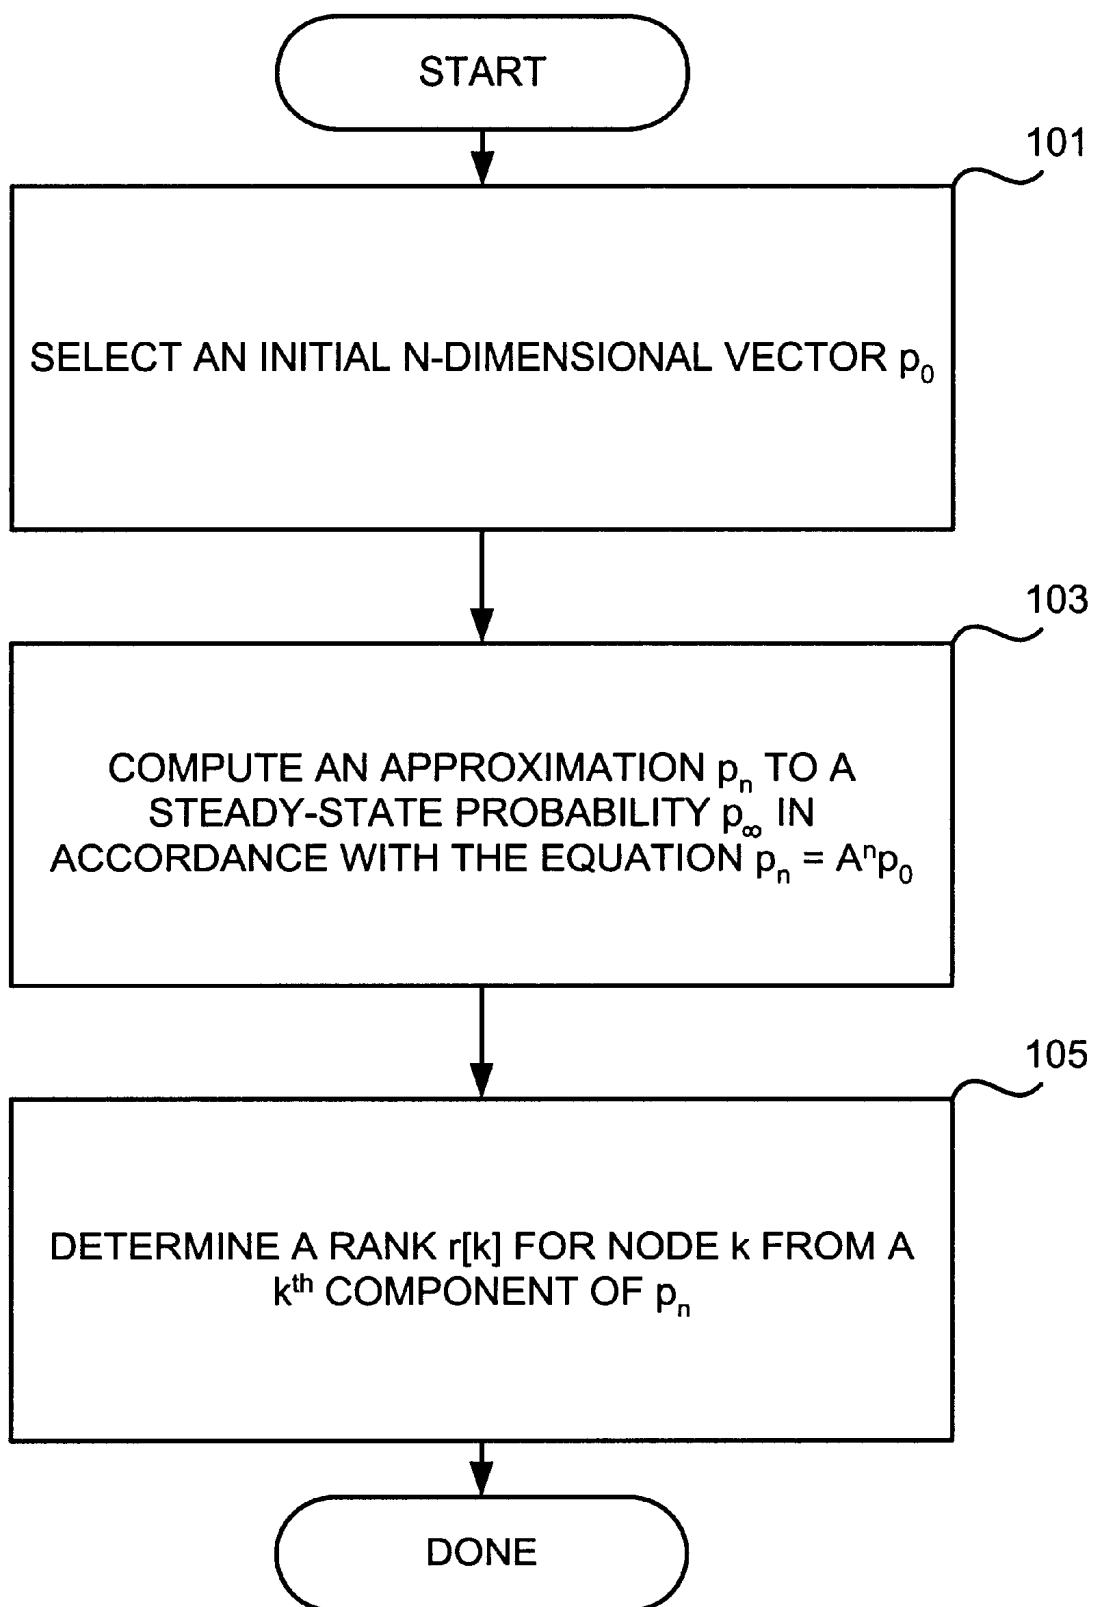 START
101
SELECT AN INITIAL N-DIMENSIONAL VECTOR p₀
103
COMPUTE AN APPROXIMATION pₙ TO A
STEADY-STATE PROBABILITY p∞ IN
ACCORDANCE WITH THE EQUATION pₙ = Aⁿp₀
105
DETERMINE A RANK r[k] FOR NODE k FROM A
kᵗʰ COMPONENT OF pₙ
DONE